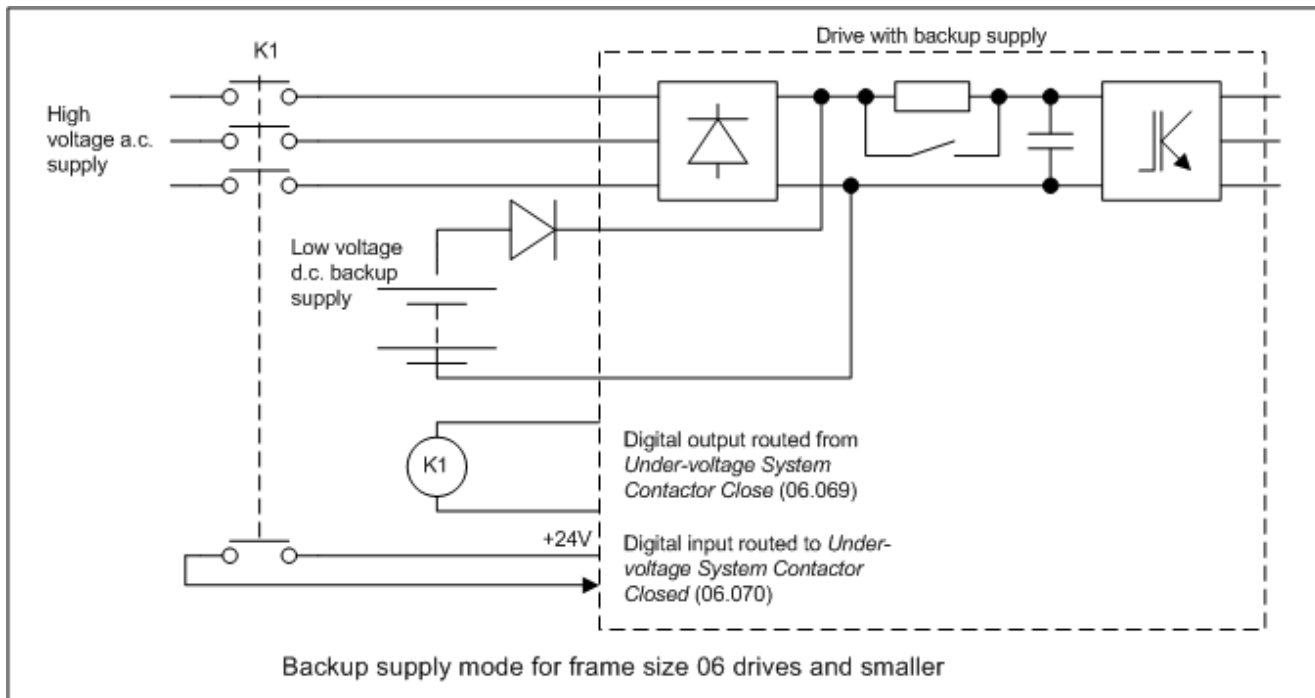 Drive with backup supply
K1
High
voltage a.c.
supply
Low voltage
d.c. backup
supply
K1
Digital output routed from
Under-voltage System
Contactor Close (06.069)
+24V
Digital input routed to Under-
voltage System Contactor
Closed (06.070)
Backup supply mode for frame size 06 drives and smaller